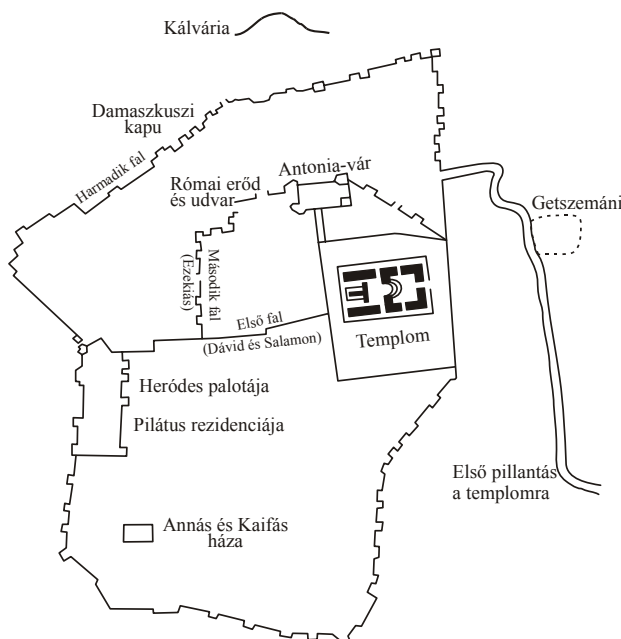 Kálvária
Damaszkuszi
kapu
Harmadik fal
Antonia-vár
Római erőd
és udvar
Getszemáni
Második fal
(Ezekiás)
Első fal
(Dávid és Salamon)
Templom
Heródes palotája
Pilátus rezidenciája
Első pillantás
a templomra
Annás és Kaifás
háza